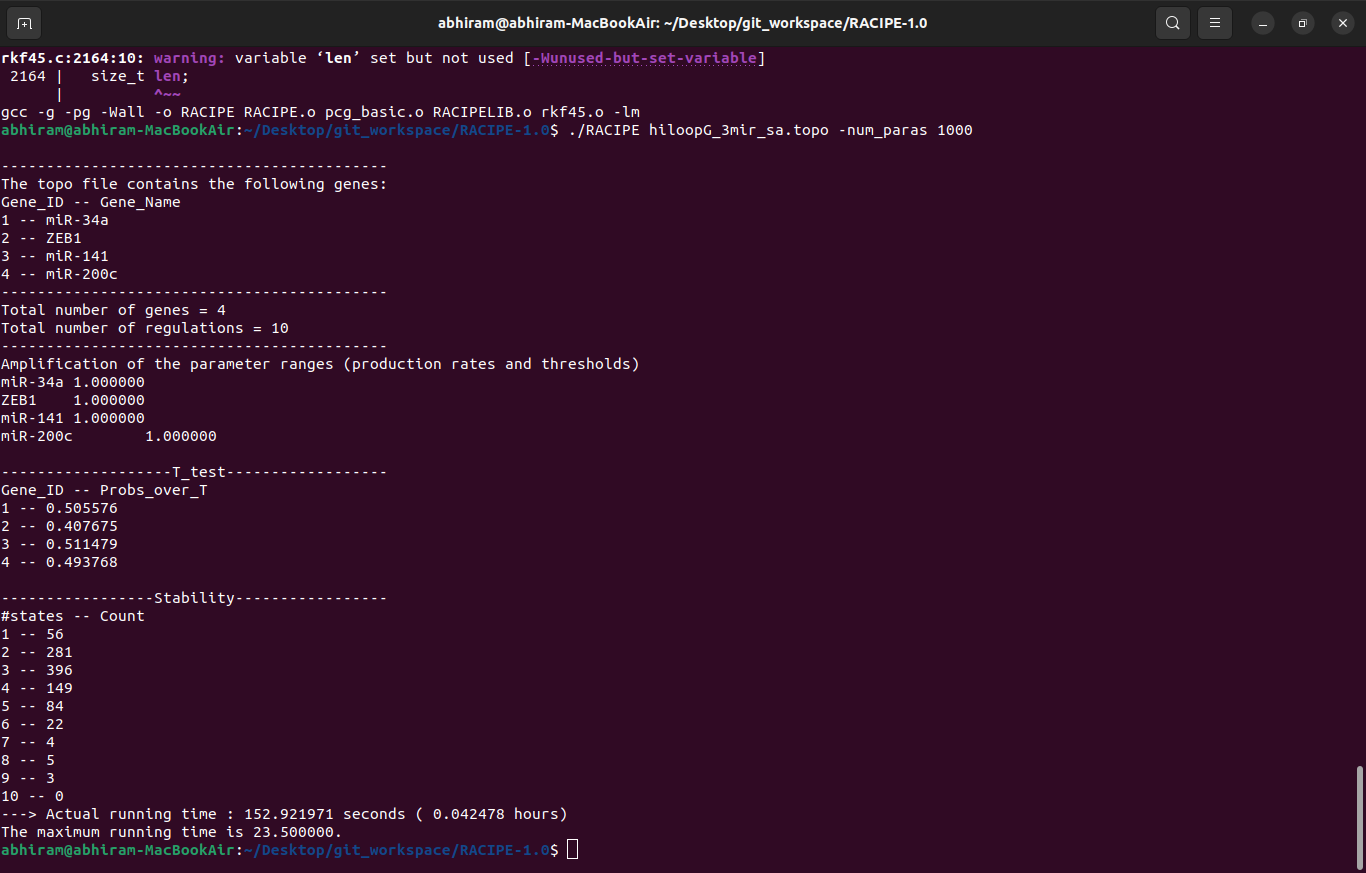 abhiram@abhiram-MacBookAir: ~/Desktop/git_workspace/RACIPE-1.0
rkf45.c:2164:10: warning: variable ‘len’ set but not used [-Wunused-but-set-variable]
 2164 |   size_t len;
      |          ^~~
gcc -g -pg -Wall -o RACIPE RACIPE.o pcg_basic.o RACIPELIB.o rkf45.o -lm
abhiram@abhiram-MacBookAir:~/Desktop/git_workspace/RACIPE-1.0$ ./RACIPE hiloopG_3mir_sa.topo -num_paras 1000
-------------------------------------------
The topo file contains the following genes:
Gene_ID -- Gene_Name
1 -- miR-34a
2 -- ZEB1
3 -- miR-141
4 -- miR-200c
-------------------------------------------
Total number of genes = 4
Total number of regulations = 10
-------------------------------------------
Amplification of the parameter ranges (production rates and thresholds)
miR-34a 1.000000
ZEB1    1.000000
miR-141 1.000000
miR-200c        1.000000
-------------------T_test------------------
Gene_ID -- Probs_over_T
1 -- 0.505576
2 -- 0.407675
3 -- 0.511479
4 -- 0.493768
-----------------Stability-----------------
#states -- Count
1 -- 56
2 -- 281
3 -- 396
4 -- 149
5 -- 84
6 -- 22
7 -- 4
8 -- 5
9 -- 3
10 -- 0
---> Actual running time : 152.921971 seconds ( 0.042478 hours)
The maximum running time is 23.500000.
abhiram@abhiram-MacBookAir:~/Desktop/git_workspace/RACIPE-1.0$